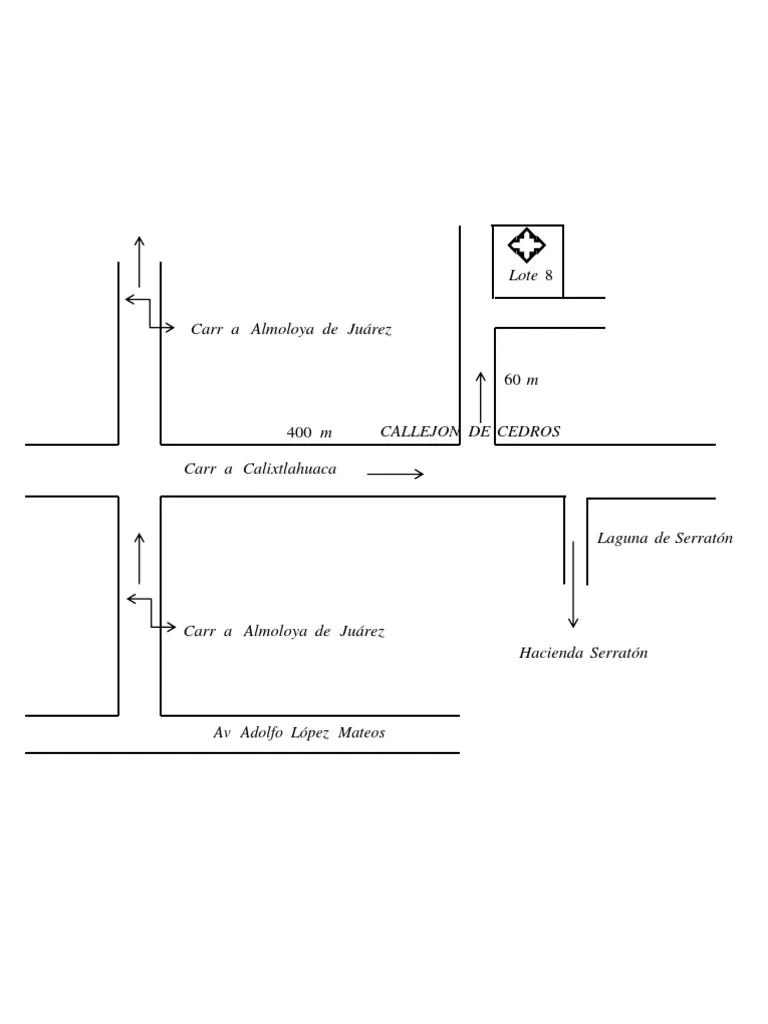 Lote 8
Carr a Almoloya de Juárez
60 m
400 m
CALLEJON DE CEDROS
Carr a Calixtlahuaca
Laguna de Serratón
Carr a Almoloya de Juárez
Hacienda Serratón
Av Adolfo López Mateos